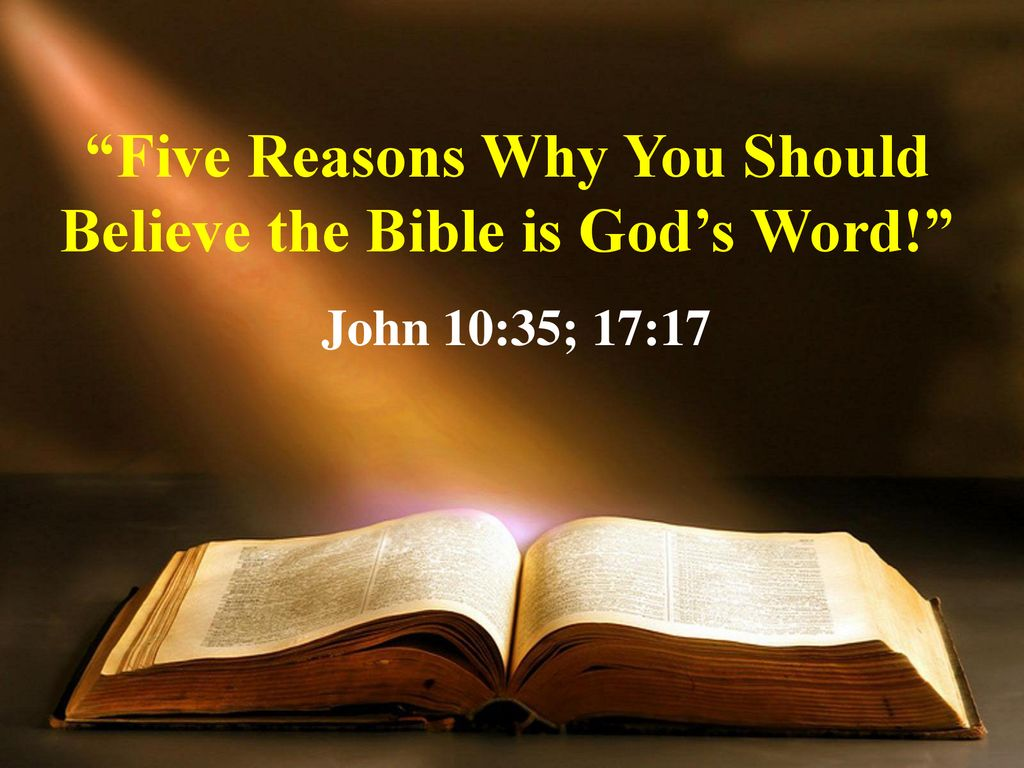 “Five Reasons Why You Should
Believe the Bible is God’s Word!”
John 10:35; 17:17